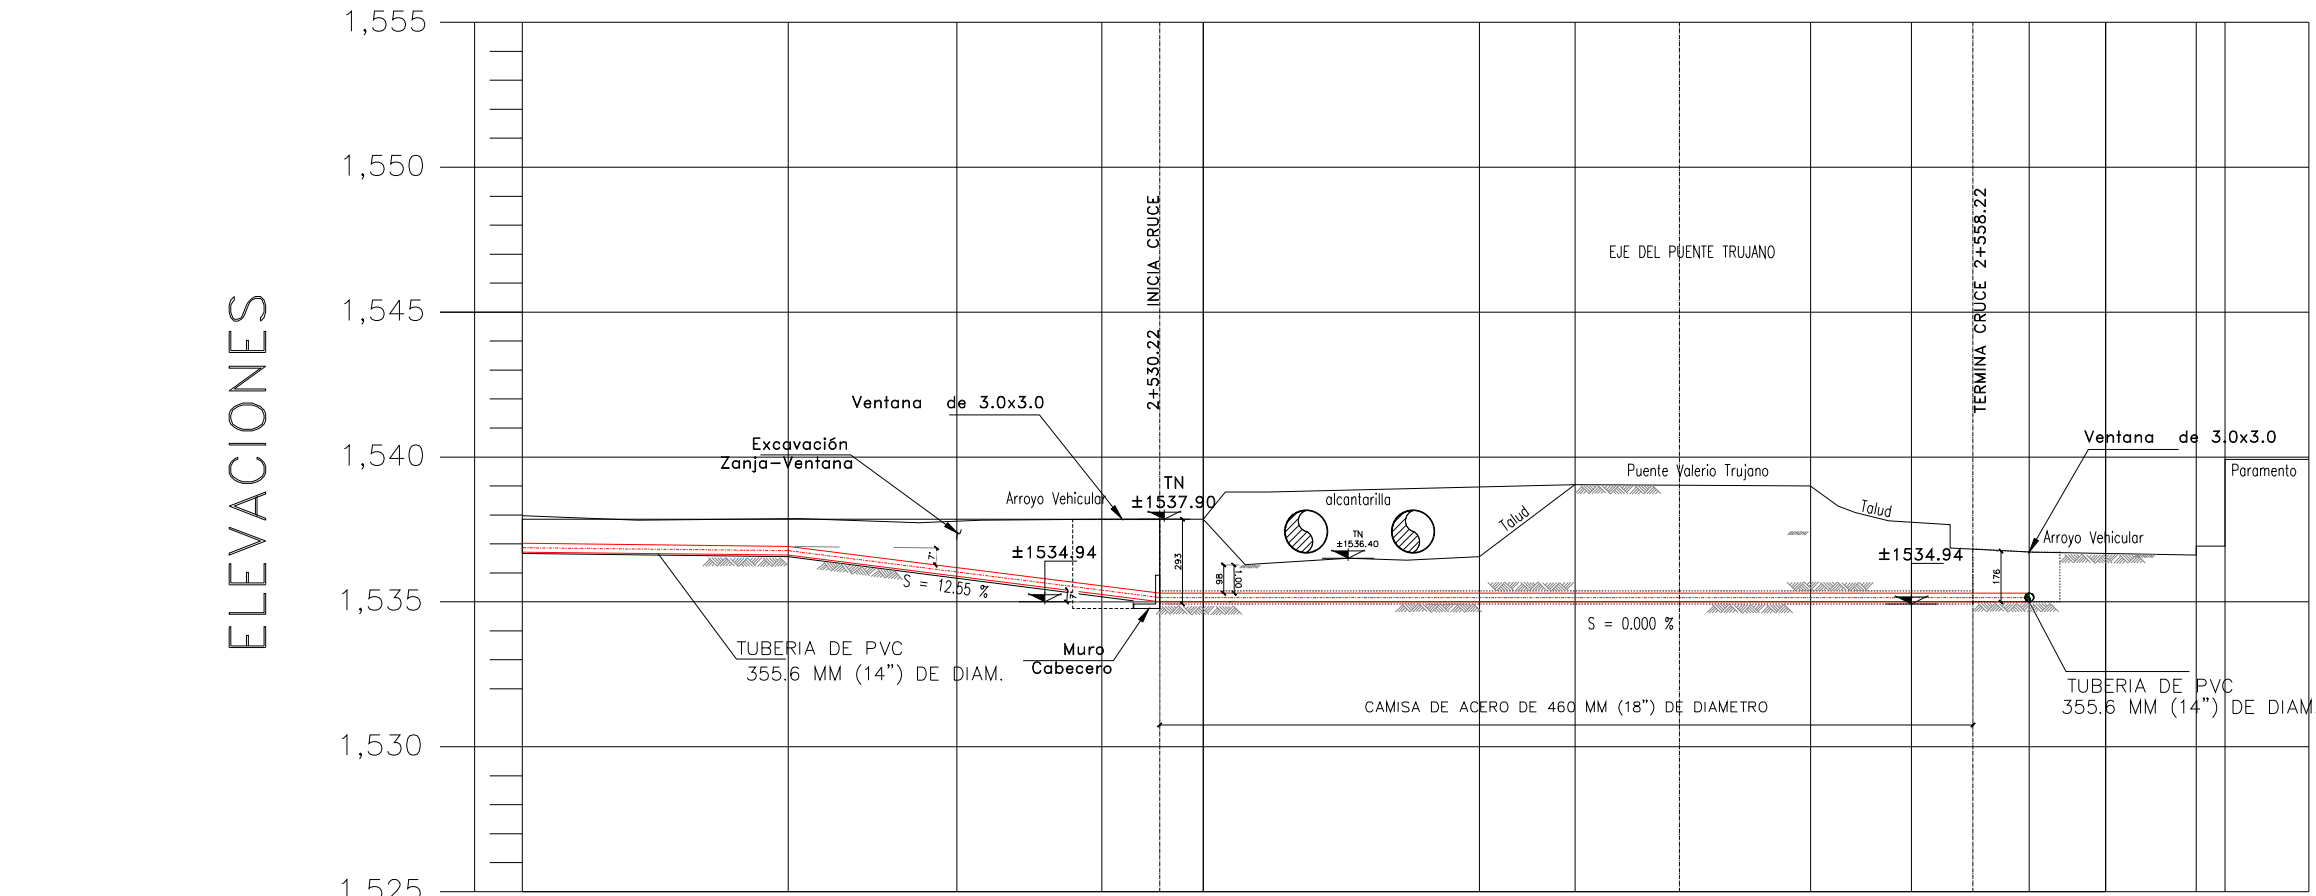 1,555
1,550
1,545
1,540
1,535
1,530
1,525
ELEVACIONES
2+530.22 INICIA CRUCE
TERMINA CRUCE 2+558.22
EJE DEL PUENTE TRUJANO
Ventana de 3.0x3.0
Excavación
Zanja-Ventana
Arroyo Vehicular
TN
±1537.90
alcantarilla
Puente Valerio Trujano
Ventana de 3.0x3.0
Paramento
Talud
Talud
TN
±1536.40
±1534.94
±1534.94
Arroyo Vehicular
293
98
1.00
176
S = 12.55 %
S = 0.000 %
TUBERIA DE PVC
355.6 MM (14") DE DIAM.
Muro
Cabecero
CAMISA DE ACERO DE 460 MM (18") DE DIAMETRO
TUBERIA DE PVC
355.6 MM (14") DE DIAM